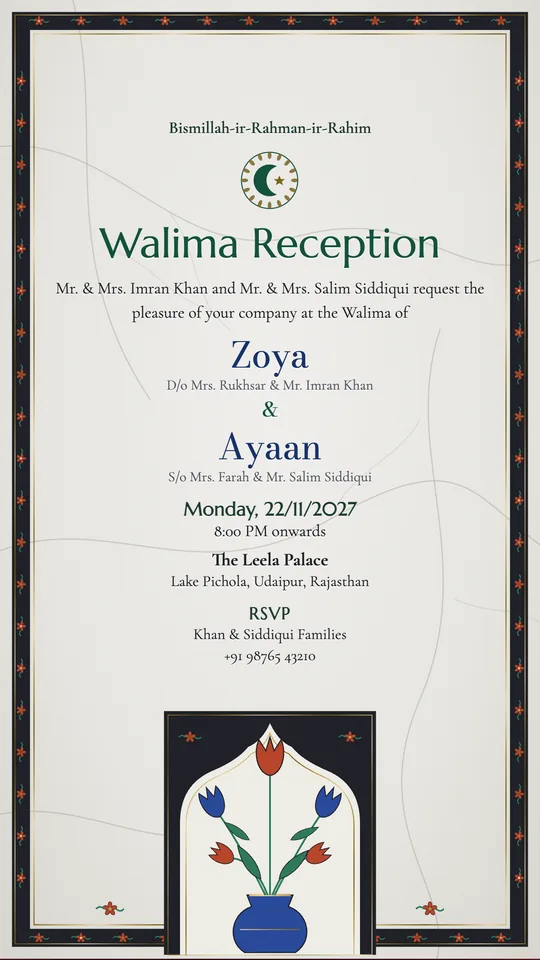 Bismillah-ir-Rahman-ir-Rahim
Walima Reception
Mr. & Mrs. Imran Khan and Mr. & Mrs. Salim Siddiqui request the
pleasure of your company at the Walima of
Zoya
D/o Mrs. Rukhsar & Mr. Imran Khan
&
Ayaan
S/o Mrs. Farah & Mr. Salim Siddiqui
Monday, 22/11/2027
8:00 PM onwards
The Leela Palace
Lake Pichola, Udaipur, Rajasthan
RSVP
Khan & Siddiqui Families
+91 98765 43210